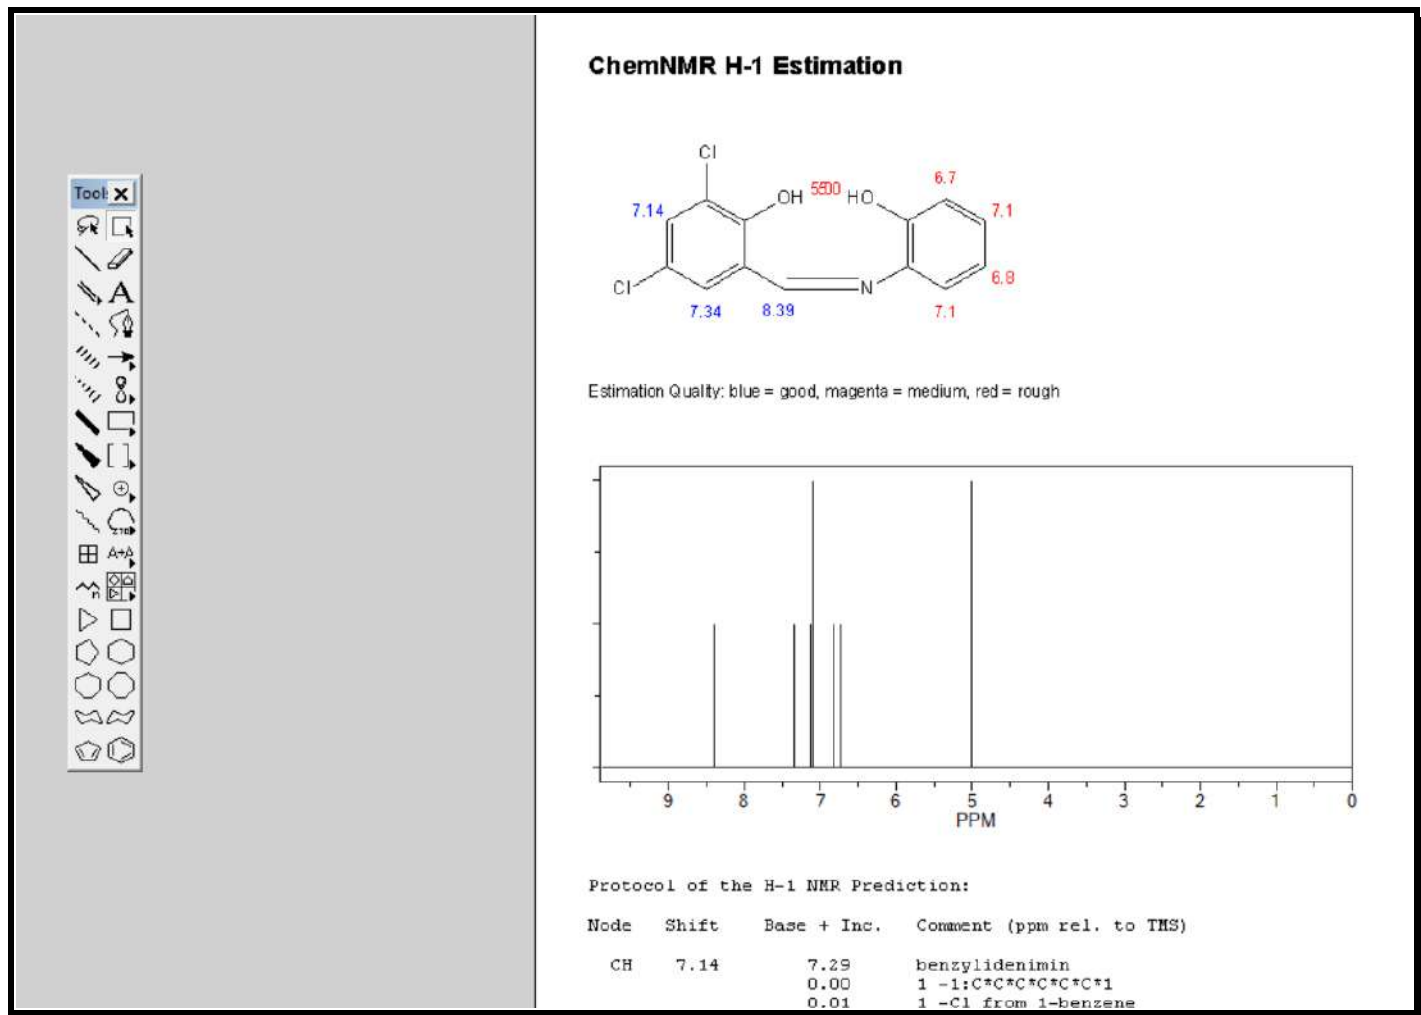 ChemNMR H-1 Estimation
Tool
A
A
Cl
OH
HO
6.7
7.14
7.1
Cl
N
6.8
7.34
8.39
7.1
Estimation Quality: blue = good, magenta = medium, red = rough
9 8 7 6 5 4 3 2 1 0
PPM
Protocol of the H-1 NMR Prediction:
Node Shift Base + Inc. Comment (ppm rel. to TMS)
CH 7.14 7.29 benzylidenimin
0.00 1 -1:C*C*C*C*C*C*1
0.01 1 -Cl from 1-benzene